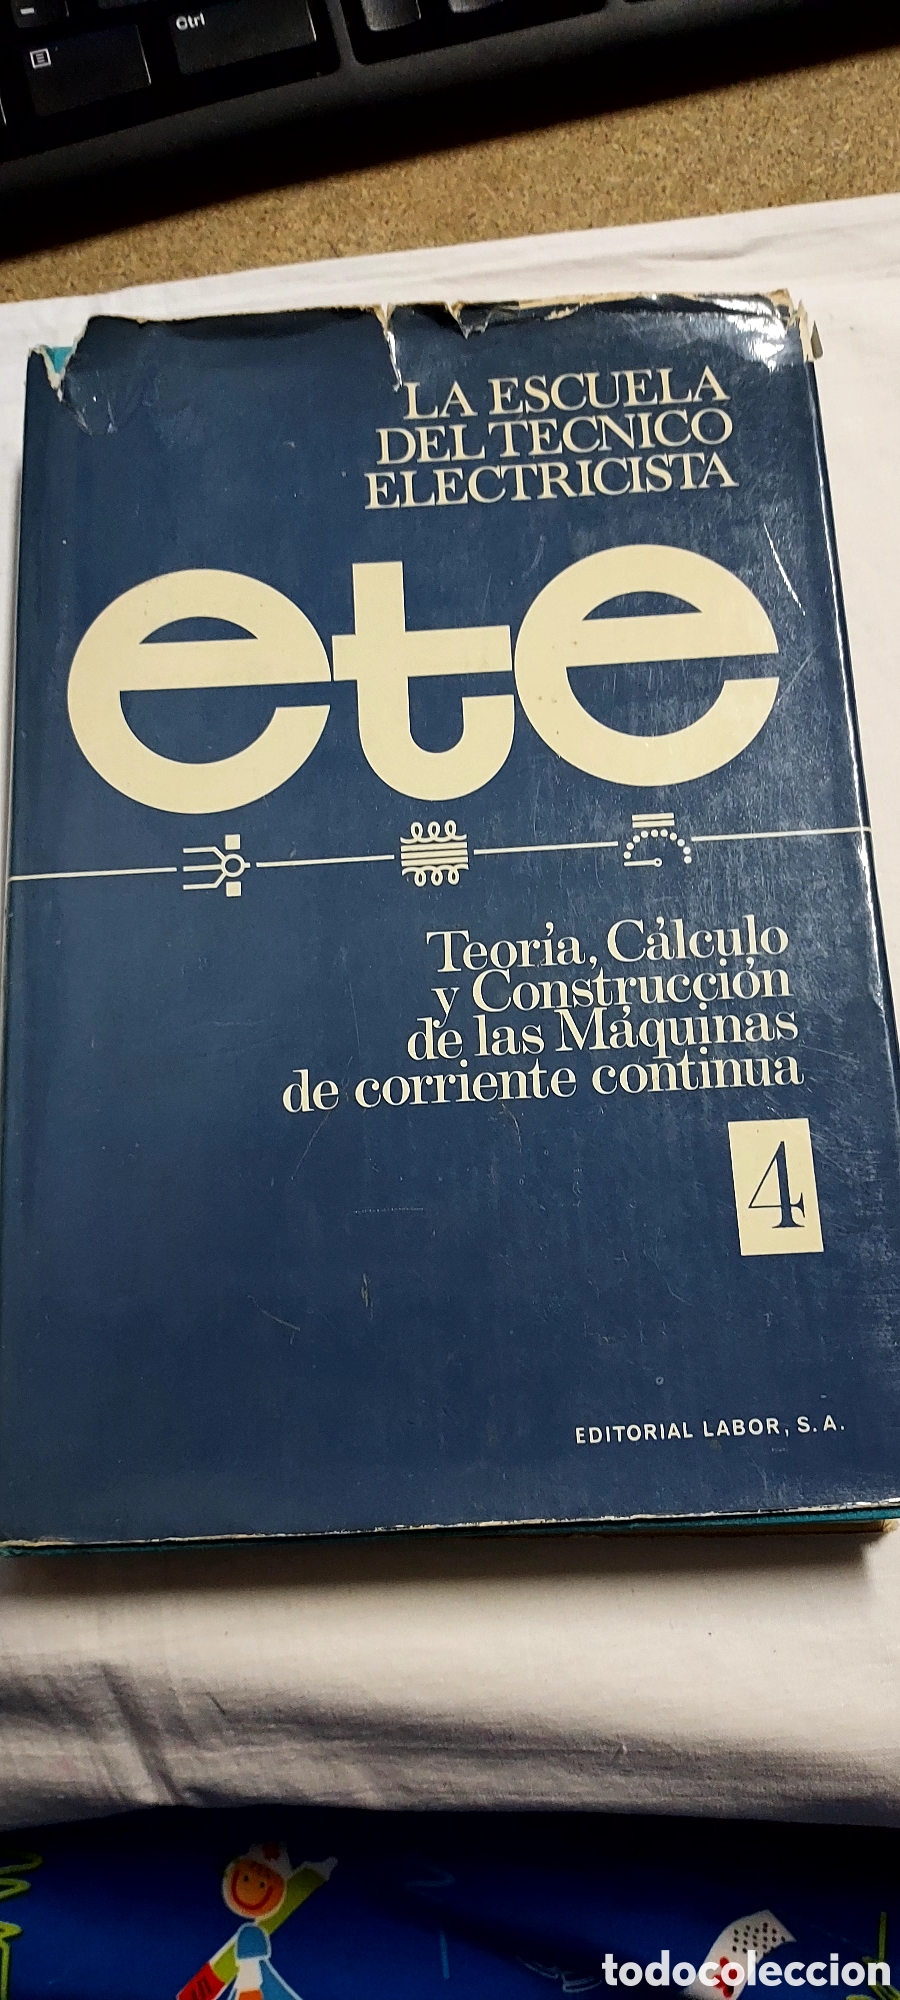 Ctrl
LA ESCUELA
DEL TÉCNICO
ELECTRICISTA
ete
Teoría, Cálculo
y Construcción
de las Máquinas
de corriente continua
4
EDITORIAL LABOR, S.A.
todocoleccion